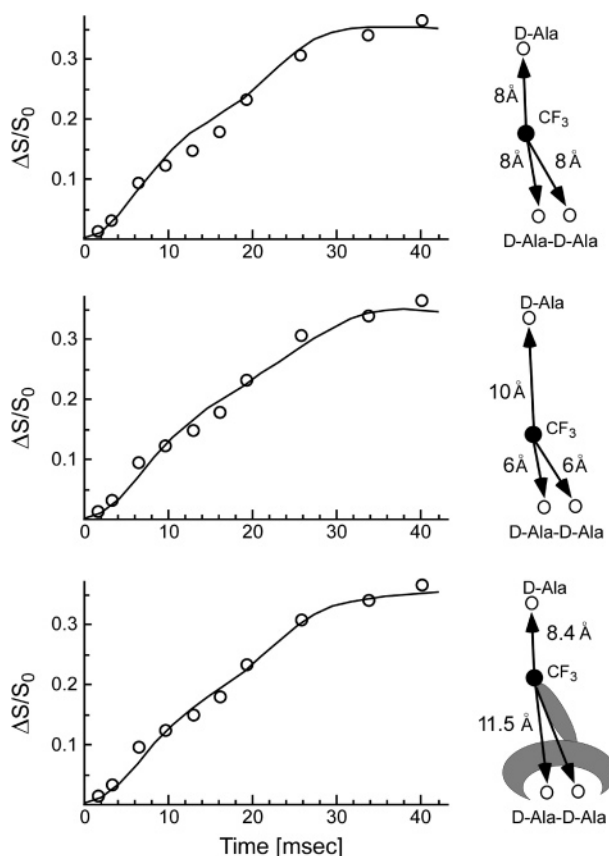 0.3
0.2
0.1
ΔS/S0
0 10 20 30 40
D-Ala
8Å
CF3
8Å 8Å
D-Ala-D-Ala
0.3
0.2
0.1
ΔS/S0
0 10 20 30 40
D-Ala
10Å
CF3
6Å 6Å
D-Ala-D-Ala
0.3
0.2
0.1
ΔS/S0
0 10 20 30 40
Time [msec]
D-Ala
8.4Å
CF3
11.5Å
D-Ala-D-Ala